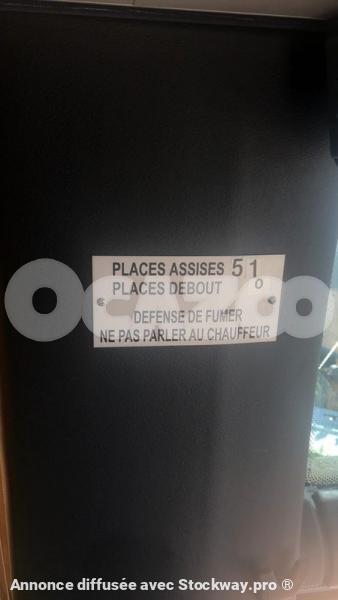 PLACES ASSISES 51
PLACES DEBOUT 0
DEFENSE DE FUMER
NE PAS PARLER AU CHAUFFEUR
OCAZOO
Annonce diffusée avec Stockway.pro ®